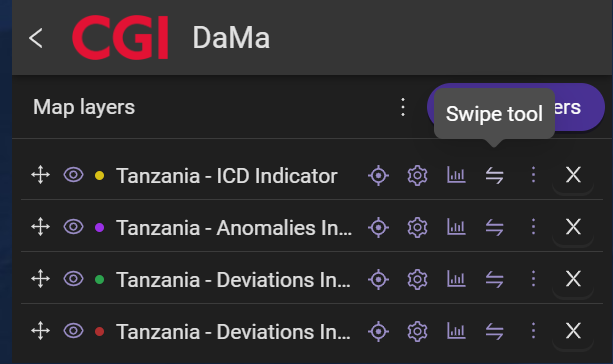 CGI DaMa
Map layers
ers
Swipe tool
Tanzania - ICD Indicator
Tanzania - Anomalies In...
Tanzania - Deviations In...
Tanzania - Deviations In...